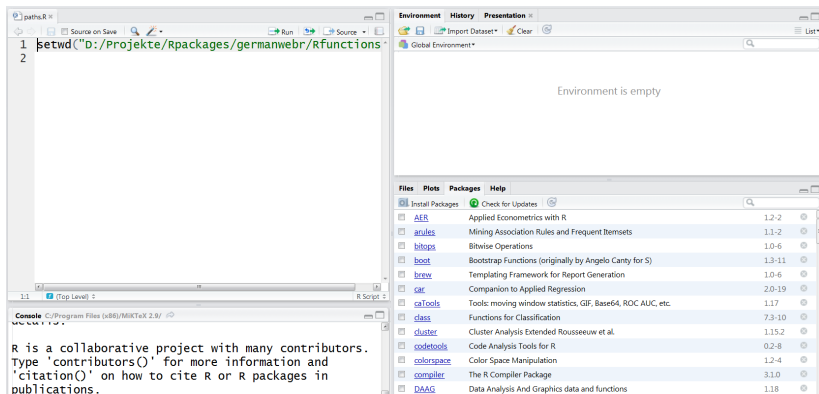 paths.R
Source on Save
Run
Source
1 setwd("D:/Projekte/Rpackages/germanwebr/Rfunctions
2
1:1 (Top Level) R Script
Console C:/Program Files (x86)/MiKTeX 2.9/
details.
R is a collaborative project with many contributors.
Type 'contributors()' for more information and
'citation()' on how to cite R or R packages in
publications.
Environment History Presentation
Import Dataset Clear List
Global Environment
Environment is empty
Files Plots Packages Help
Install Packages Check for Updates
AER Applied Econometrics with R 1.2-2
arules Mining Association Rules and Frequent Itemsets 1.1-2
bitops Bitwise Operations 1.0-6
boot Bootstrap Functions (originally by Angelo Canty for S) 1.3-11
brew Templating Framework for Report Generation 1.0-6
car Companion to Applied Regression 2.0-19
caTools Tools: moving window statistics, GIF, Base64, ROC AUC, etc. 1.17
class Functions for Classification 7.3-10
cluster Cluster Analysis Extended Rousseeuw et al. 1.15.2
codetools Code Analysis Tools for R 0.2-8
colorspace Color Space Manipulation 1.2-4
compiler The R Compiler Package 3.1.0
DAAG Data Analysis And Graphics data and functions 1.18